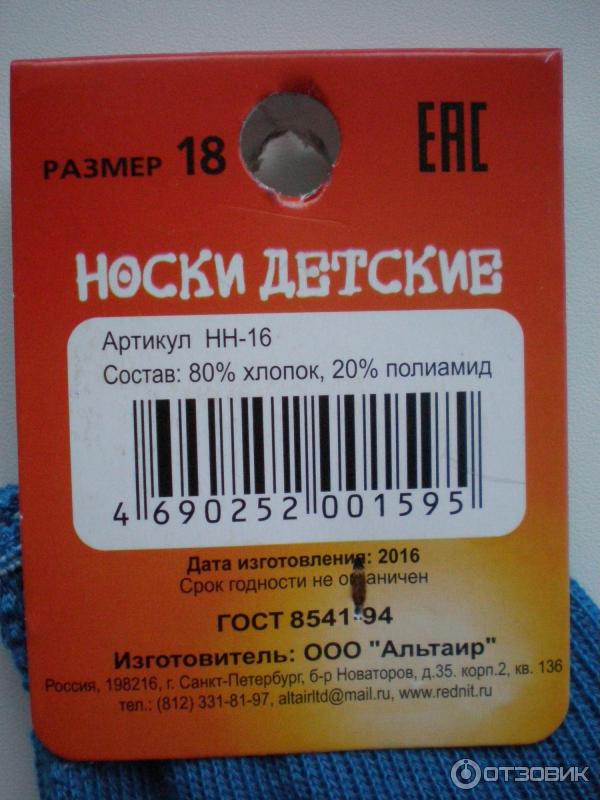 РАЗМЕР 18
EAC
НОСКИ ДЕТСКИЕ
Артикул НН-16
Состав: 80% хлопок, 20% полиамид
4 690252 001595
Дата изготовления: 2016
Срок годности не ограничен
ГОСТ 8541-94
Изготовитель: ООО "Альтаир"
Россия, 198216, г. Санкт-Петербург, б-р Новаторов, д.35. корп.2, кв. 136
тел.: (812) 331-81-97, altairltd@mail.ru, www.rednit.ru
ОТЗОВИК